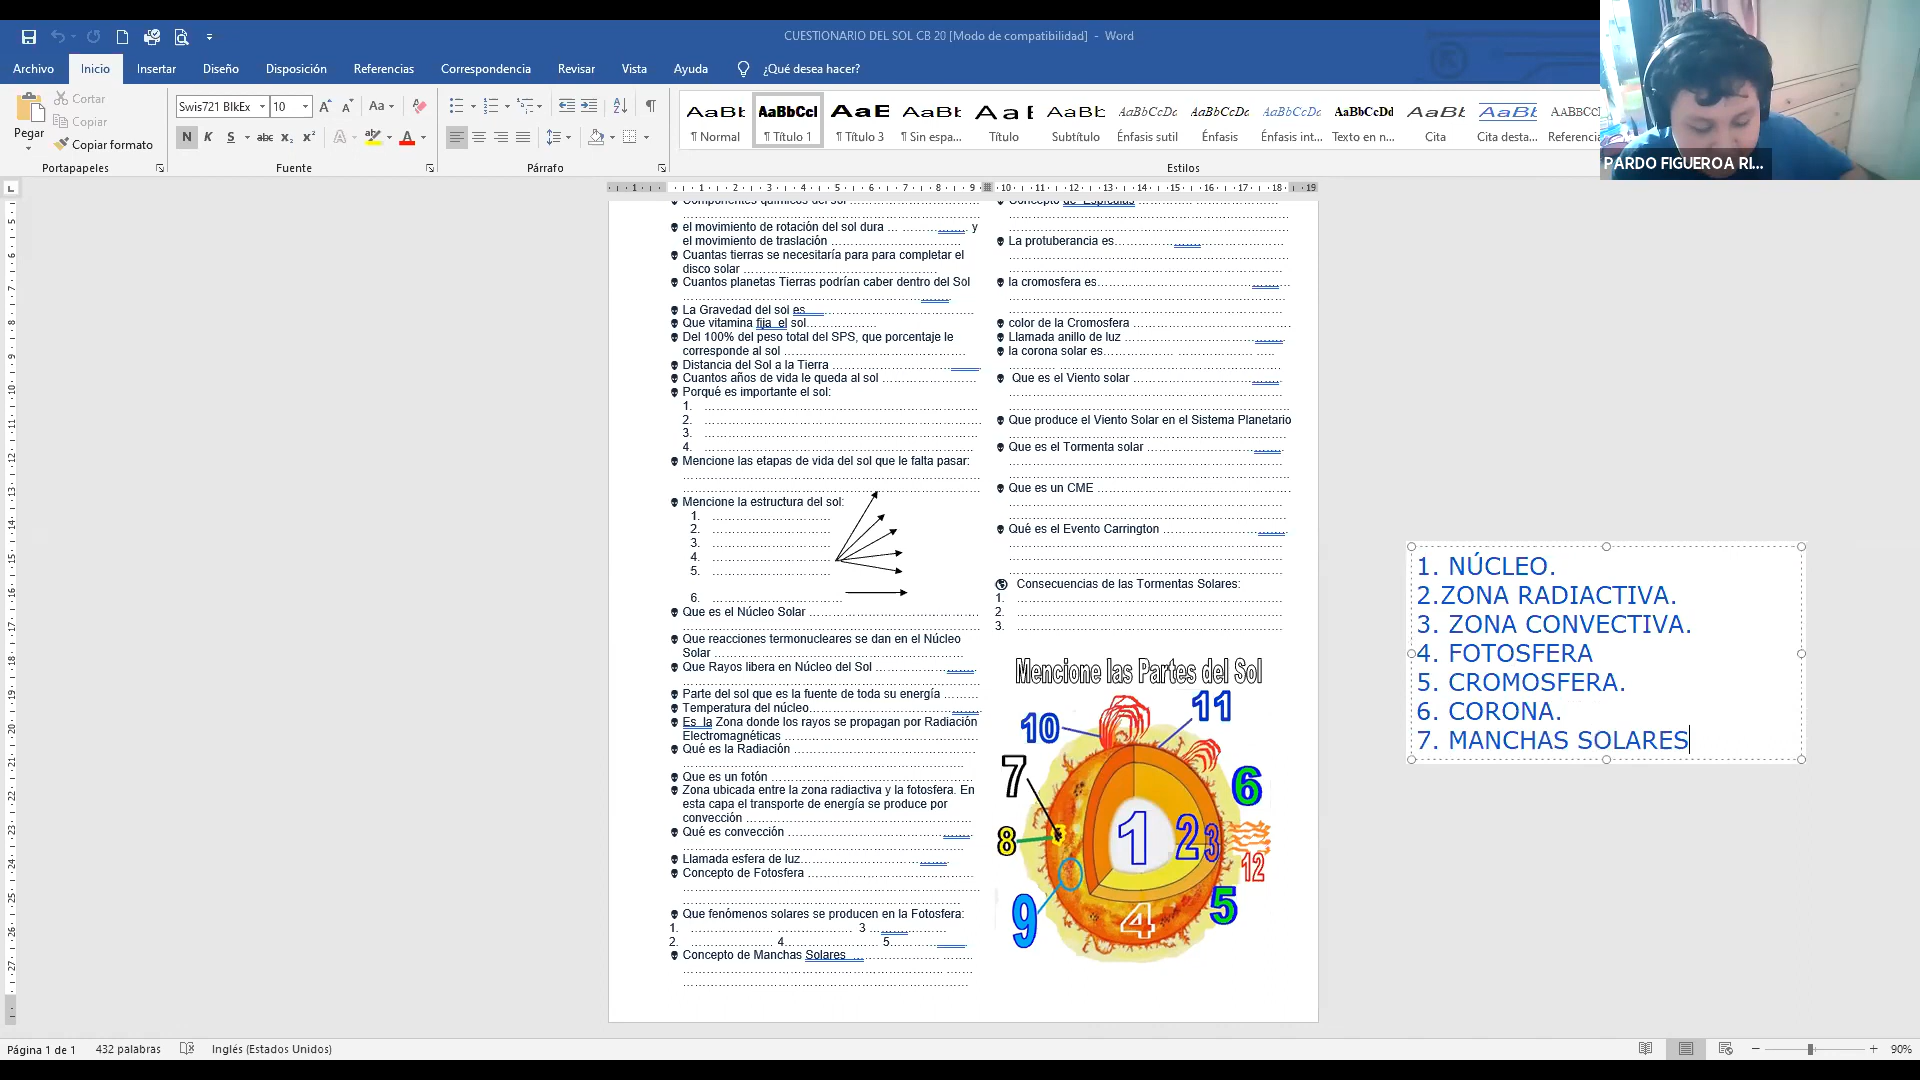 CUESTIONARIO DEL SOL CB 20 [Modo de compatibilidad] - Word
Archivo Inicio Insertar Diseño Disposición Referencias Correspondencia Revisar Vista Ayuda ¿Qué desea hacer?
Pegar
Cortar
Copiar
Copiar formato
Portapapeles
Swis721 BlkEx 10
Fuente
Párrafo
¶ Normal ¶ Título 1 ¶ Título 3 ¶ Sin espa... Título Subtítulo Énfasis sutil Énfasis Énfasis int... Texto en n... Cita Cita desta... Referenci
Estilos
PARDO FIGUEROA RI...
Componentes químicos del sol
el movimiento de rotación del sol dura ... y
el movimiento de traslación
Cuantas tierras se necesitaría para para completar el
disco solar
Cuantos planetas Tierras podrían caber dentro del Sol
La Gravedad del sol es
Que vitamina fija el sol
Del 100% del peso total del SPS, que porcentaje le
corresponde al sol
Distancia del Sol a la Tierra
Cuantos años de vida le queda al sol
Porqué es importante el sol:
1.
2.
3.
4.
Mencione las etapas de vida del sol que le falta pasar:
Mencione la estructura del sol:
1.
2.
3.
4.
5.
6.
Que es el Núcleo Solar
Que reacciones termonucleares se dan en el Núcleo
Solar
Que Rayos libera en Núcleo del Sol
Parte del sol que es la fuente de toda su energía
Temperatura del núcleo
Es la Zona donde los rayos se propagan por Radiación
Electromagnéticas
Qué es la Radiación
Que es un fotón
Zona ubicada entre la zona radiactiva y la fotosfera. En
esta capa el transporte de energía se produce por
convección
Qué es convección
Llamada esfera de luz
Concepto de Fotosfera
Que fenómenos solares se producen en la Fotosfera:
1. 3
2. 4. 5.
Concepto de Manchas Solares
Concepto de Espículas
La protuberancia es
la cromosfera es
color de la Cromosfera
Llamada anillo de luz
la corona solar es
Que es el Viento solar
Que produce el Viento Solar en el Sistema Planetario
Que es el Tormenta solar
Que es un CME
Qué es el Evento Carrington
Consecuencias de las Tormentas Solares:
1.
2.
3.
Mencione las Partes del Sol
10 11
7 6
8 1 2 3 12
9 4 5
1. NÚCLEO.
2.ZONA RADIACTIVA.
3. ZONA CONVECTIVA.
4. FOTOSFERA
5. CROMOSFERA.
6. CORONA.
7. MANCHAS SOLARES
Página 1 de 1 432 palabras Inglés (Estados Unidos) 90%